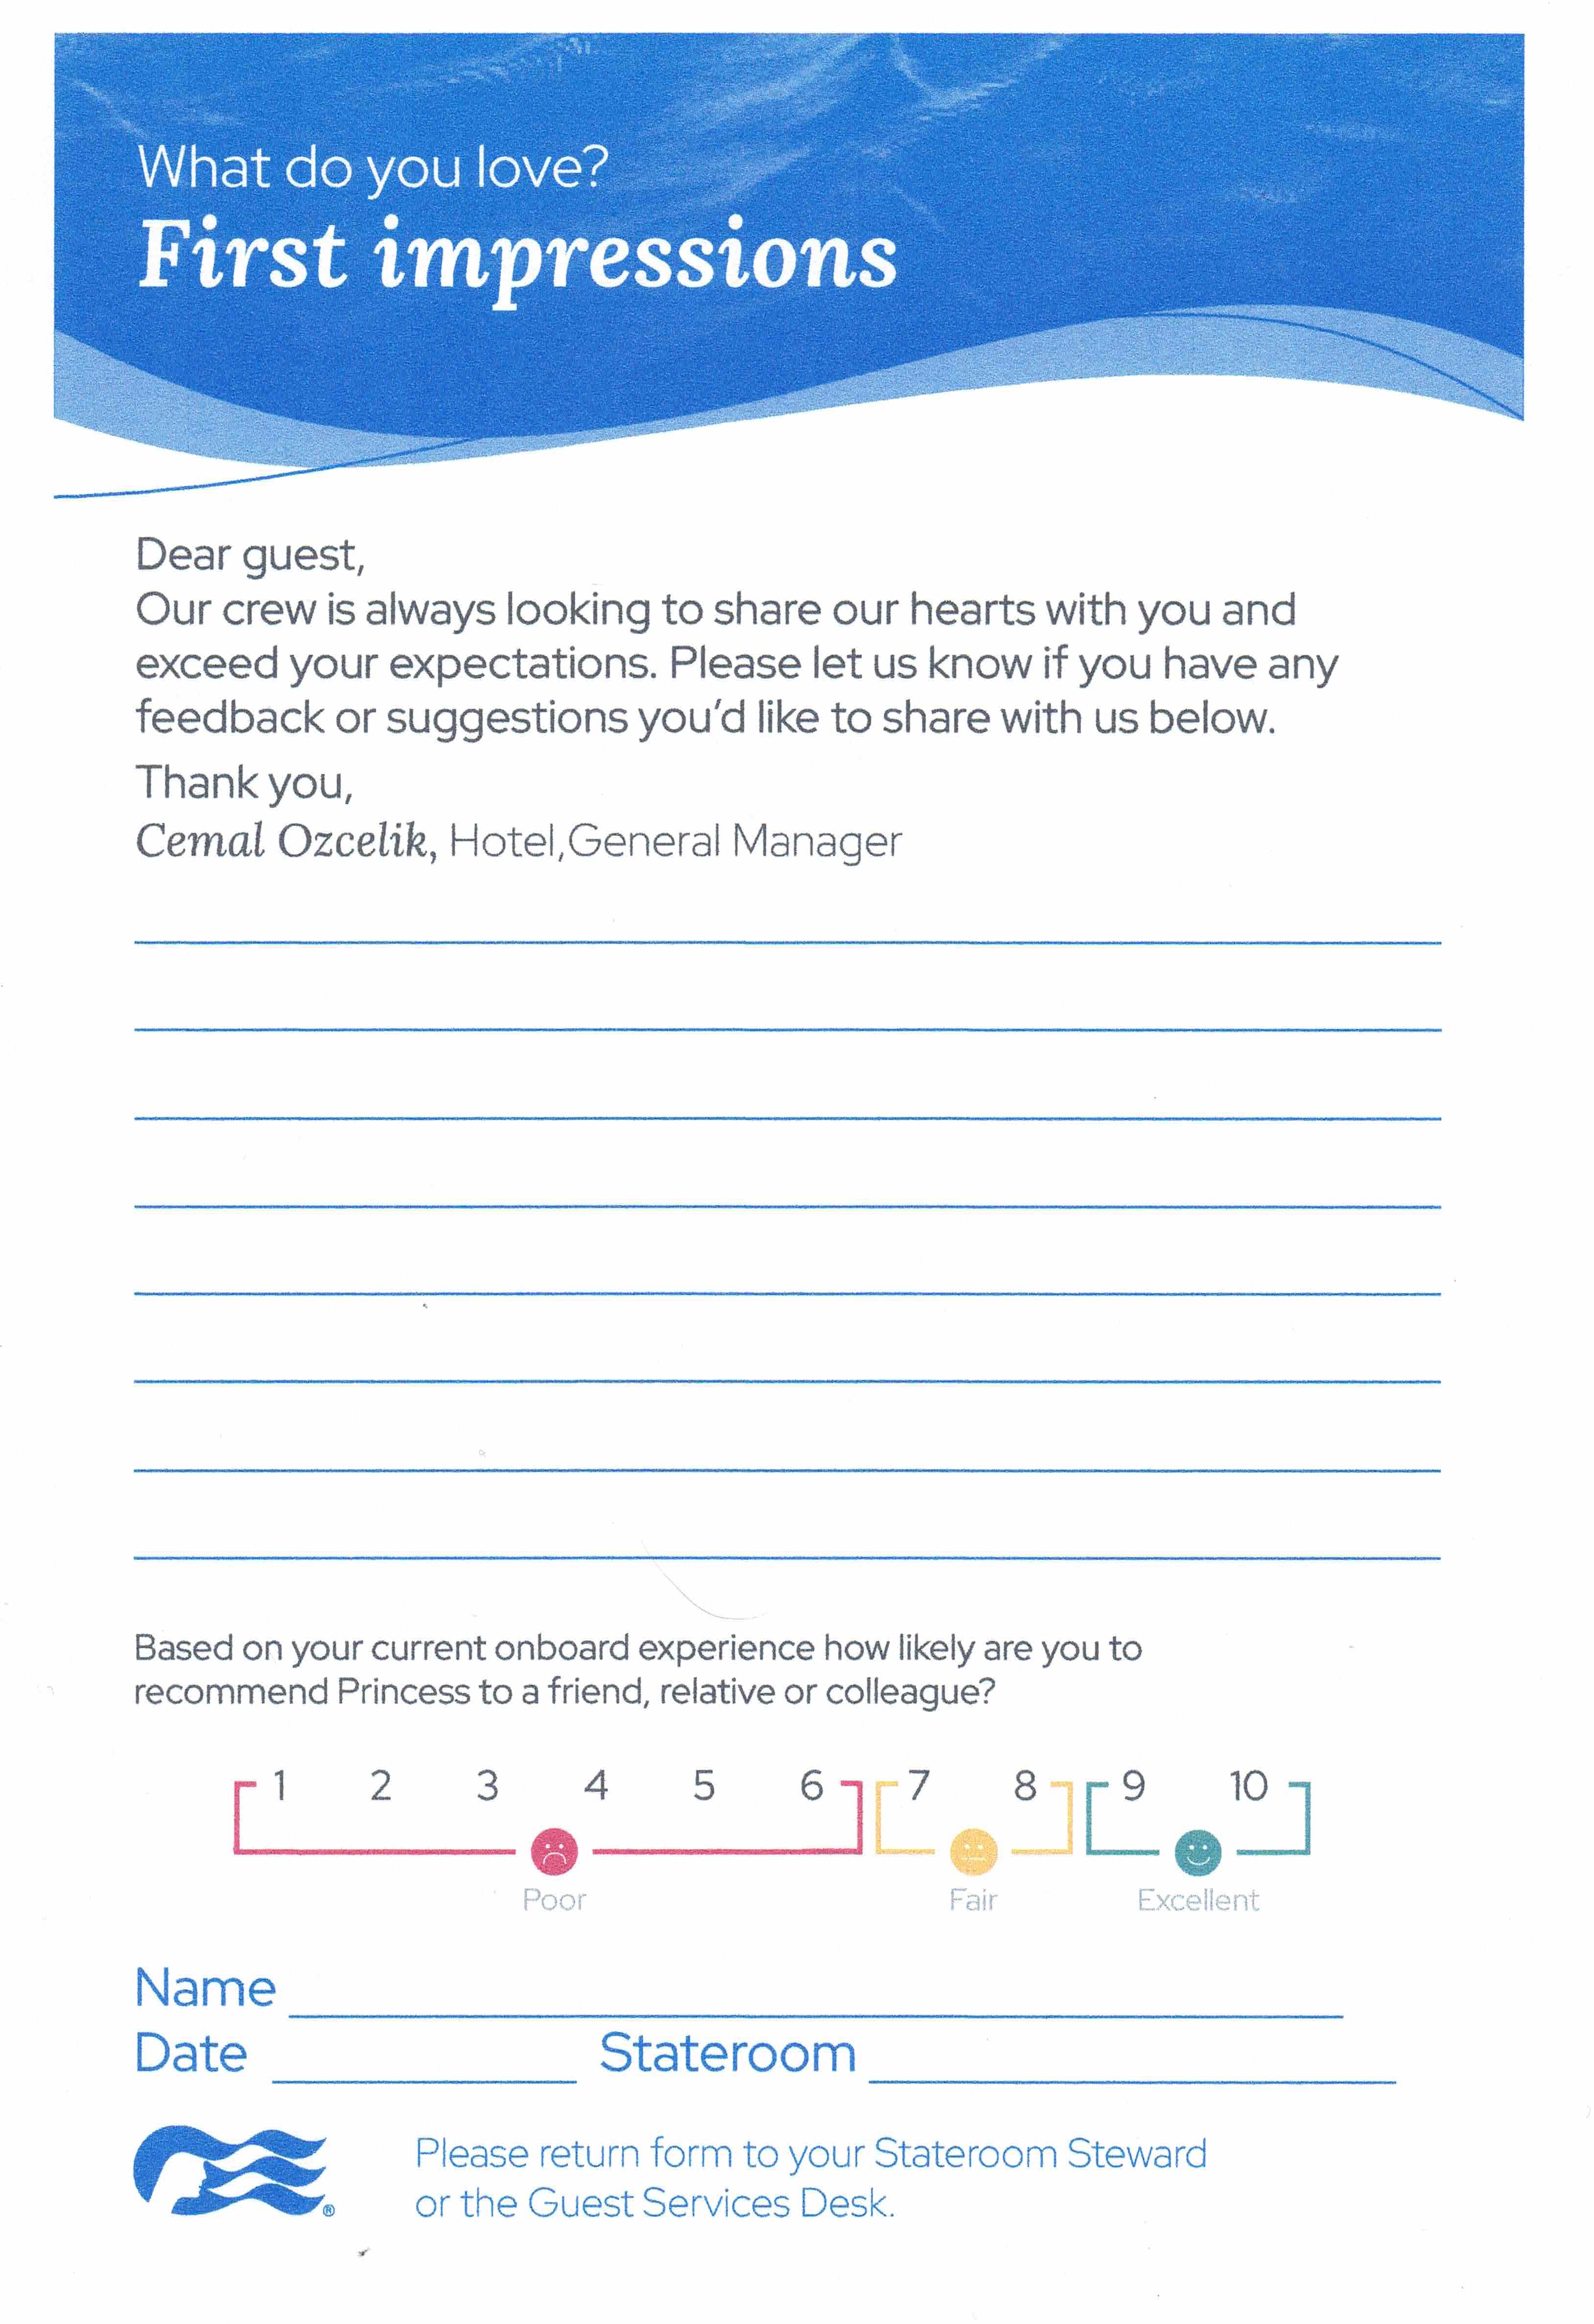 What do you love?
First impressions
Dear guest,
Our crew is always looking to share our hearts with you and
exceed your expectations. Please let us know if you have any
feedback or suggestions you'd like to share with us below.
Thank you,
Cemal Ozcelik, Hotel,General Manager
Based on your current onboard experience how likely are you to
recommend Princess to a friend, relative or colleague?
1 2 3 4 5 6 7 8 9 10
Poor Fair Excellent
Name
Date Stateroom
®
Please return form to your Stateroom Steward
or the Guest Services Desk.